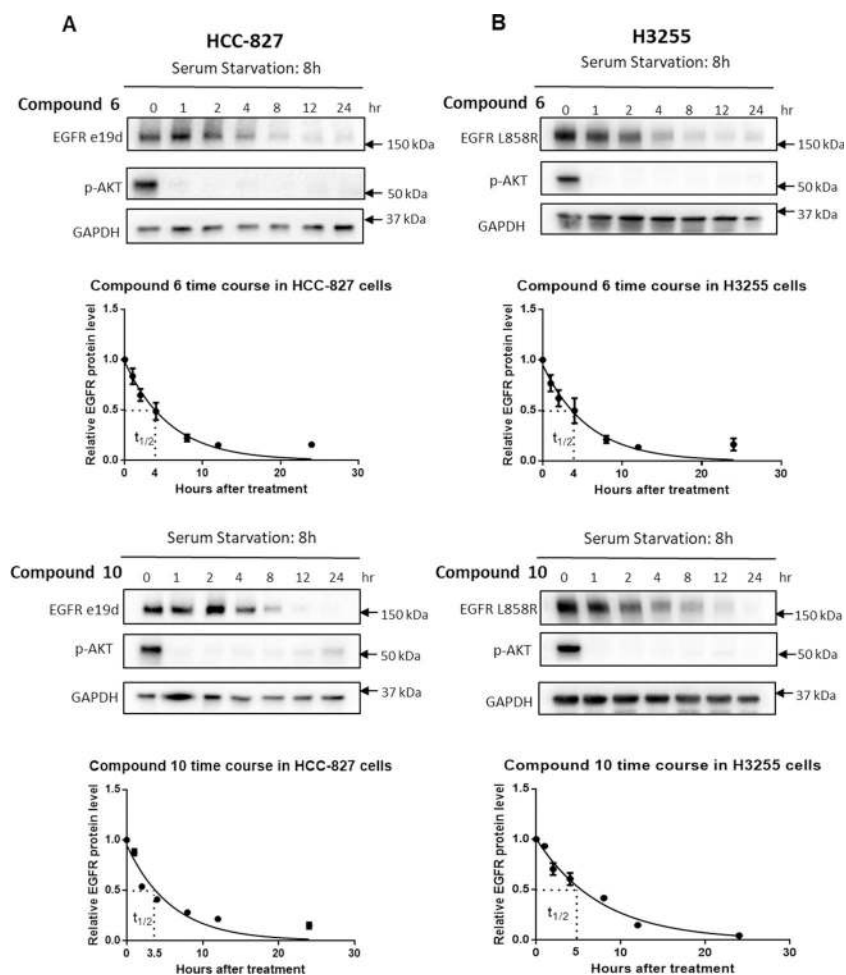 A
HCC-827
Serum Starvation: 8h
Compound 6 0 1 2 4 8 12 24 hr
EGFR e19d
150 kDa
p-AKT
50 kDa
37 kDa
GAPDH
Compound 6 time course in HCC-827 cells
Relative EGFR protein level
1.5
1.0
0.5
t1/2
0.0
0 4 10 20 30
Hours after treatment
Serum Starvation: 8h
Compound 10 0 1 2 4 8 12 24 hr
EGFR e19d
150 kDa
p-AKT
50 kDa
37 kDa
GAPDH
Compound 10 time course in HCC-827 cells
Relative EGFR protein level
1.5
1.0
0.5
t1/2
0.0
0 3.5 10 20 30
Hours after treatment
B
H3255
Serum Starvation: 8h
Compound 6 0 1 2 4 8 12 24 hr
EGFR L858R
150 kDa
p-AKT
50 kDa
37 kDa
GAPDH
Compound 6 time course in H3255 cells
Relative EGFR protein level
1.5
1.0
0.5
t1/2
0.0
0 4 10 20 30
Hours after treatment
Serum Starvation: 8h
Compound 10 0 1 2 4 8 12 24 hr
EGFR L858R
150 kDa
p-AKT
50 kDa
37 kDa
GAPDH
Compound 10 time course in H3255 cells
Relative EGFR protein level
1.5
1.0
0.5
t1/2
0.0
0 5 10 20 30
Hours after treatment